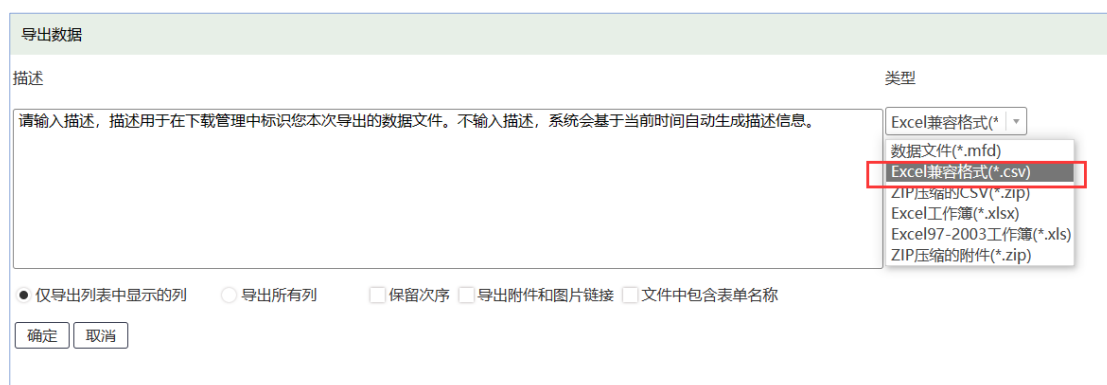 导出数据
描述
类型
请输入描述，描述用于在下载管理中标识您本次导出的数据文件。不输入描述，系统会基于当前时间自动生成描述信息。
Excel兼容格式(*
数据文件(*.mfd)
Excel兼容格式(*.csv)
ZIP压缩的CSV(*.zip)
Excel工作簿(*.xlsx)
Excel97-2003工作簿(*.xls)
ZIP压缩的附件(*.zip)
仅导出列表中显示的列 导出所有列 保留次序 导出附件和图片链接 文件中包含表单名称
确定 取消